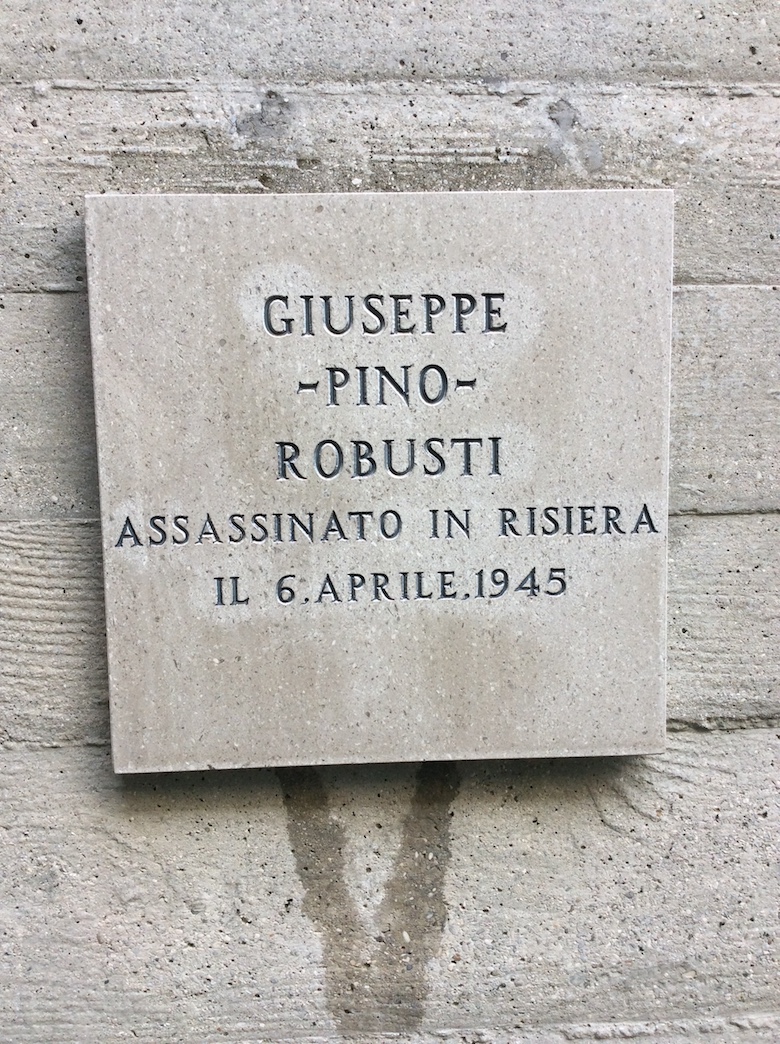 GIUSEPPE
-PINO-
ROBUSTI
ASSASSINATO IN RISIERA
IL 6.APRILE.1945